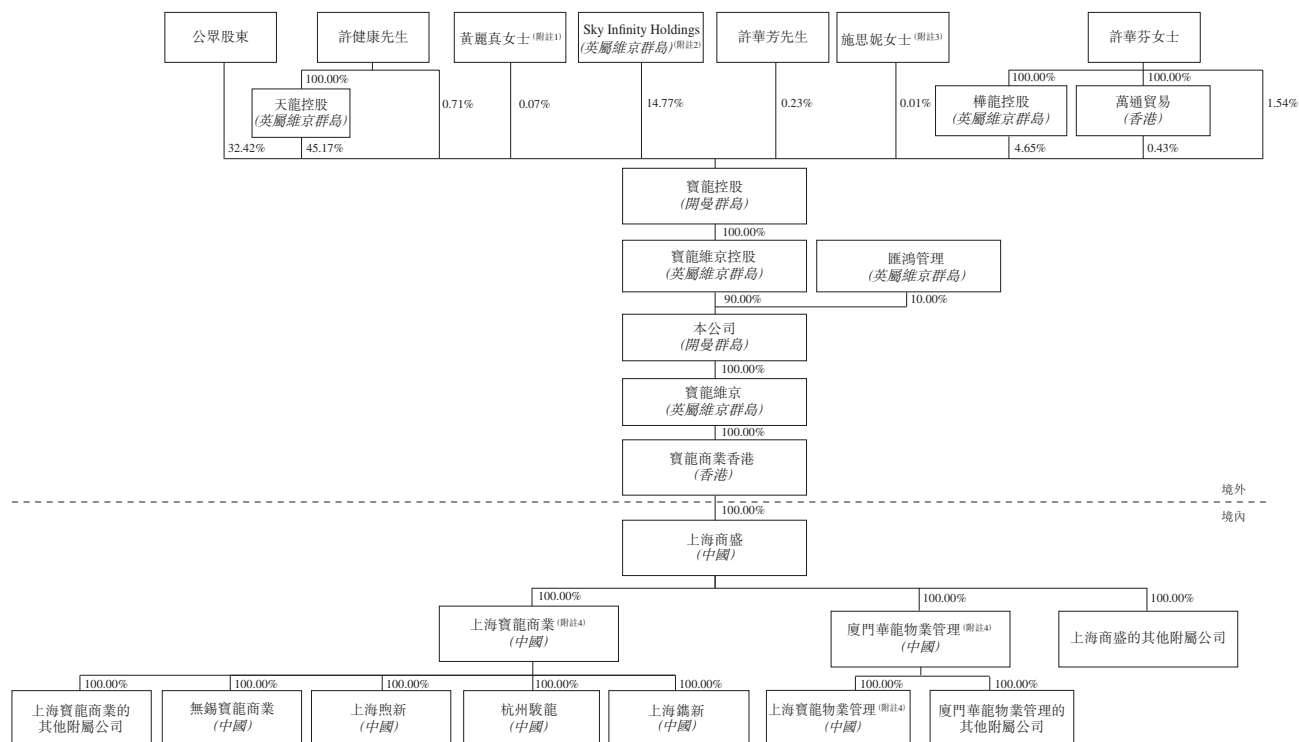 公眾股東
許健康先生
黃麗真女士(附註1)
Sky Infinity Holdings
(英屬維京群島)(附註2)
許華芳先生
施思妮女士(附註3)
許華芬女士
100.00%
天龍控股
(英屬維京群島)
0.71%
0.07%
14.77%
0.23%
0.01%
100.00%
樺龍控股
(英屬維京群島)
100.00%
萬通貿易
(香港)
1.54%
32.42%
45.17%
4.65%
0.43%
寶龍控股
(開曼群島)
100.00%
寶龍維京控股
(英屬維京群島)
匯鴻管理
(英屬維京群島)
90.00%
10.00%
本公司
(開曼群島)
100.00%
寶龍維京
(英屬維京群島)
100.00%
寶龍商業香港
(香港)
境外
100.00%
境內
上海商盛
(中國)
100.00%
100.00%
100.00%
上海寶龍商業(附註4)
(中國)
廈門華龍物業管理(附註4)
(中國)
上海商盛的其他附屬公司
100.00%
100.00%
100.00%
100.00%
100.00%
100.00%
100.00%
上海寶龍商業的
其他附屬公司
無錫寶龍商業
(中國)
上海煦新
(中國)
杭州駿龍
(中國)
上海鐫新
(中國)
上海寶龍物業管理(附註4)
(中國)
廈門華龍物業管理的
其他附屬公司